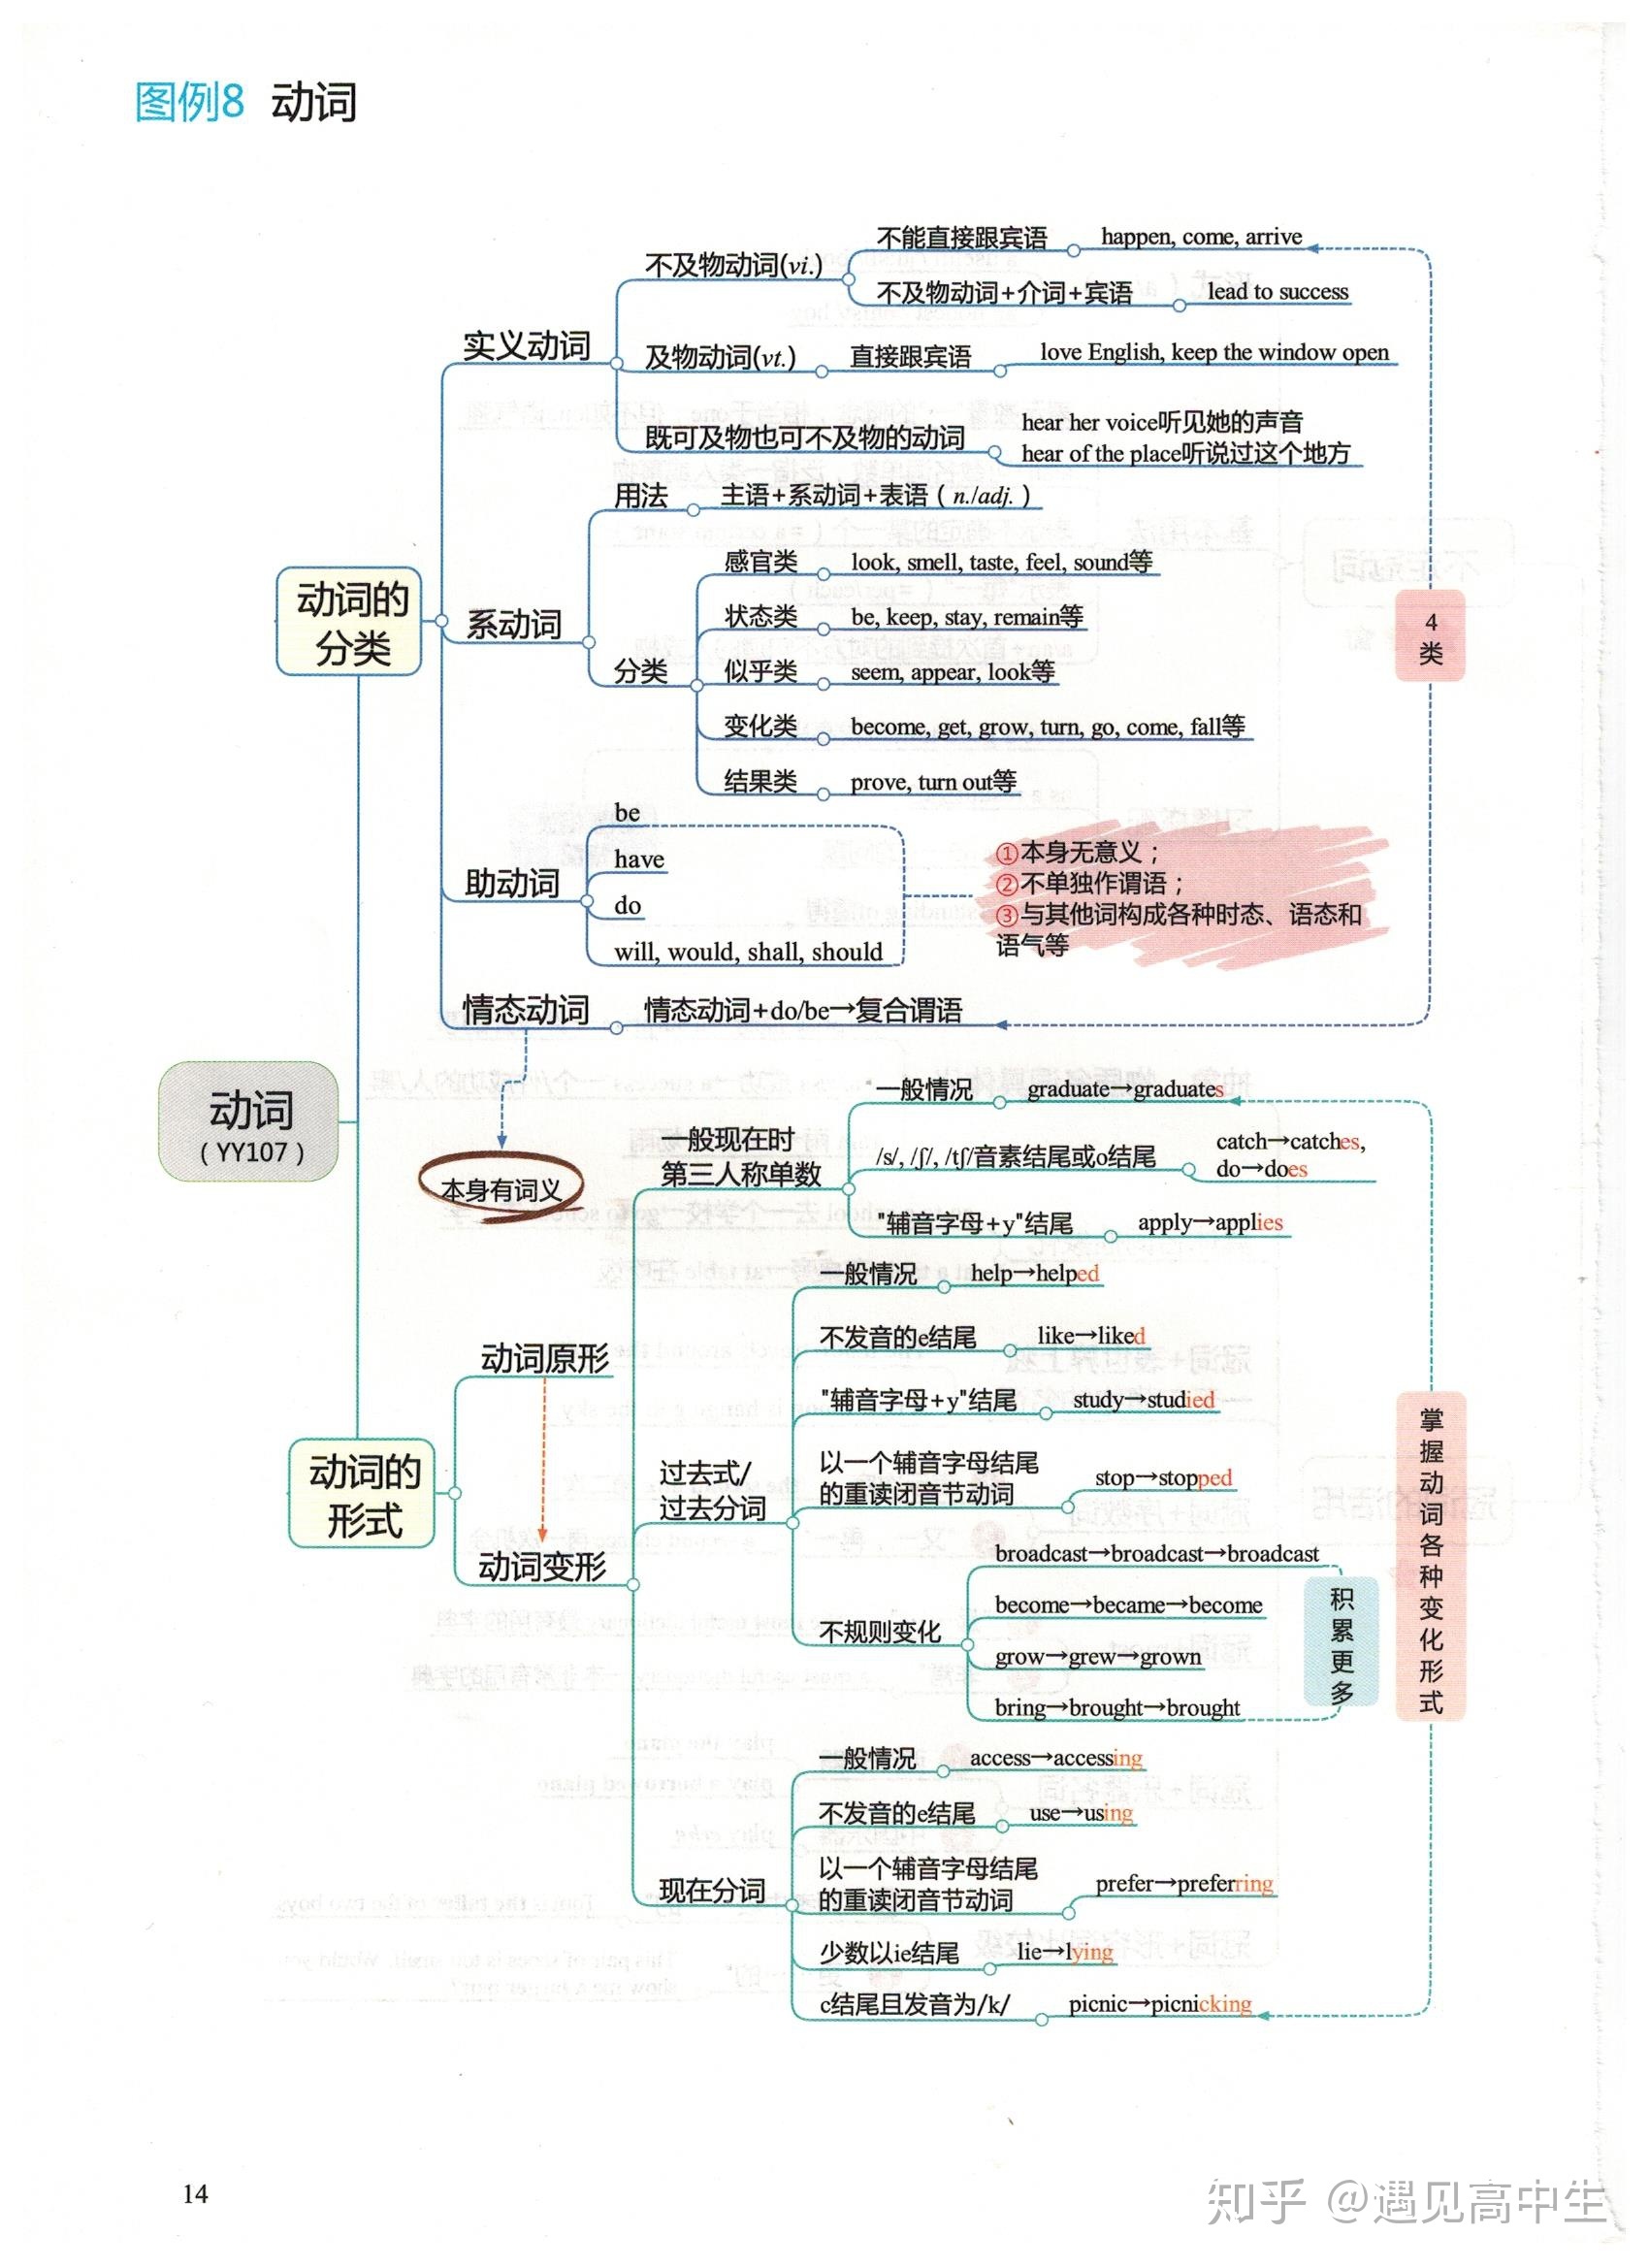 图例8 动词
不能直接跟宾语 happen, come, arrive
不及物动词(vi.)
不及物动词+介词+宾语 lead to success
实义动词
及物动词(vt.) 直接跟宾语 love English, keep the window open
hear her voice听见她的声音
既可及物也可不及物的动词
hear of the place听说过这个地方
用法 主语+系动词+表语(n./adj.)
感官类 look, smell, taste, feel, sound等
动词的
分类
状态类 be, keep, stay, remain等
系动词
4
类
分类
似乎类 seem, appear, look等
变化类 become, get, grow, turn, go, come, fall等
结果类 prove, turn out等
be
have
助动词
do
will, would, shall, should
①本身无意义；
②不单独作谓语；
③与其他词构成各种时态、语态和
语气等
情态动词 情态动词+do/be→复合谓语
本身有词义
动词
(YY107)
一般现在时
第三人称单数
一般情况 graduate→graduates
/s/, /ʃ/, /tʃ/音素结尾或o结尾
catch→catches,
do→does
"辅音字母+y"结尾 apply→applies
动词的
形式
动词原形
动词变形
过去式/
过去分词
一般情况 help→helped
不发音的e结尾 like→liked
"辅音字母+y"结尾 study→studied
以一个辅音字母结尾
的重读闭音节动词
stop→stopped
不规则变化
broadcast→broadcast→broadcast
become→became→become
grow→grew→grown
bring→brought→brought
积累更多
掌握动词各种变化形式
现在分词
一般情况 access→accessing
不发音的e结尾 use→using
以一个辅音字母结尾
的重读闭音节动词
prefer→preferring
少数以ie结尾 lie→lying
c结尾且发音为/k/ picnic→picnicking
14
知乎 @遇见高中生